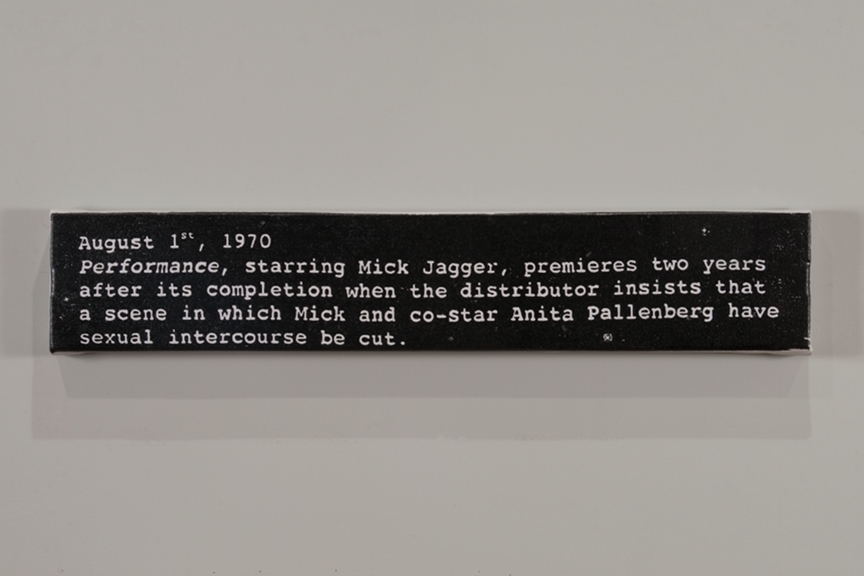 August 1st, 1970
Performance, starring Mick Jagger, premieres two years
after its completion when the distributor insists that
a scene in which Mick and co-star Anita Pallenberg have
sexual intercourse be cut.